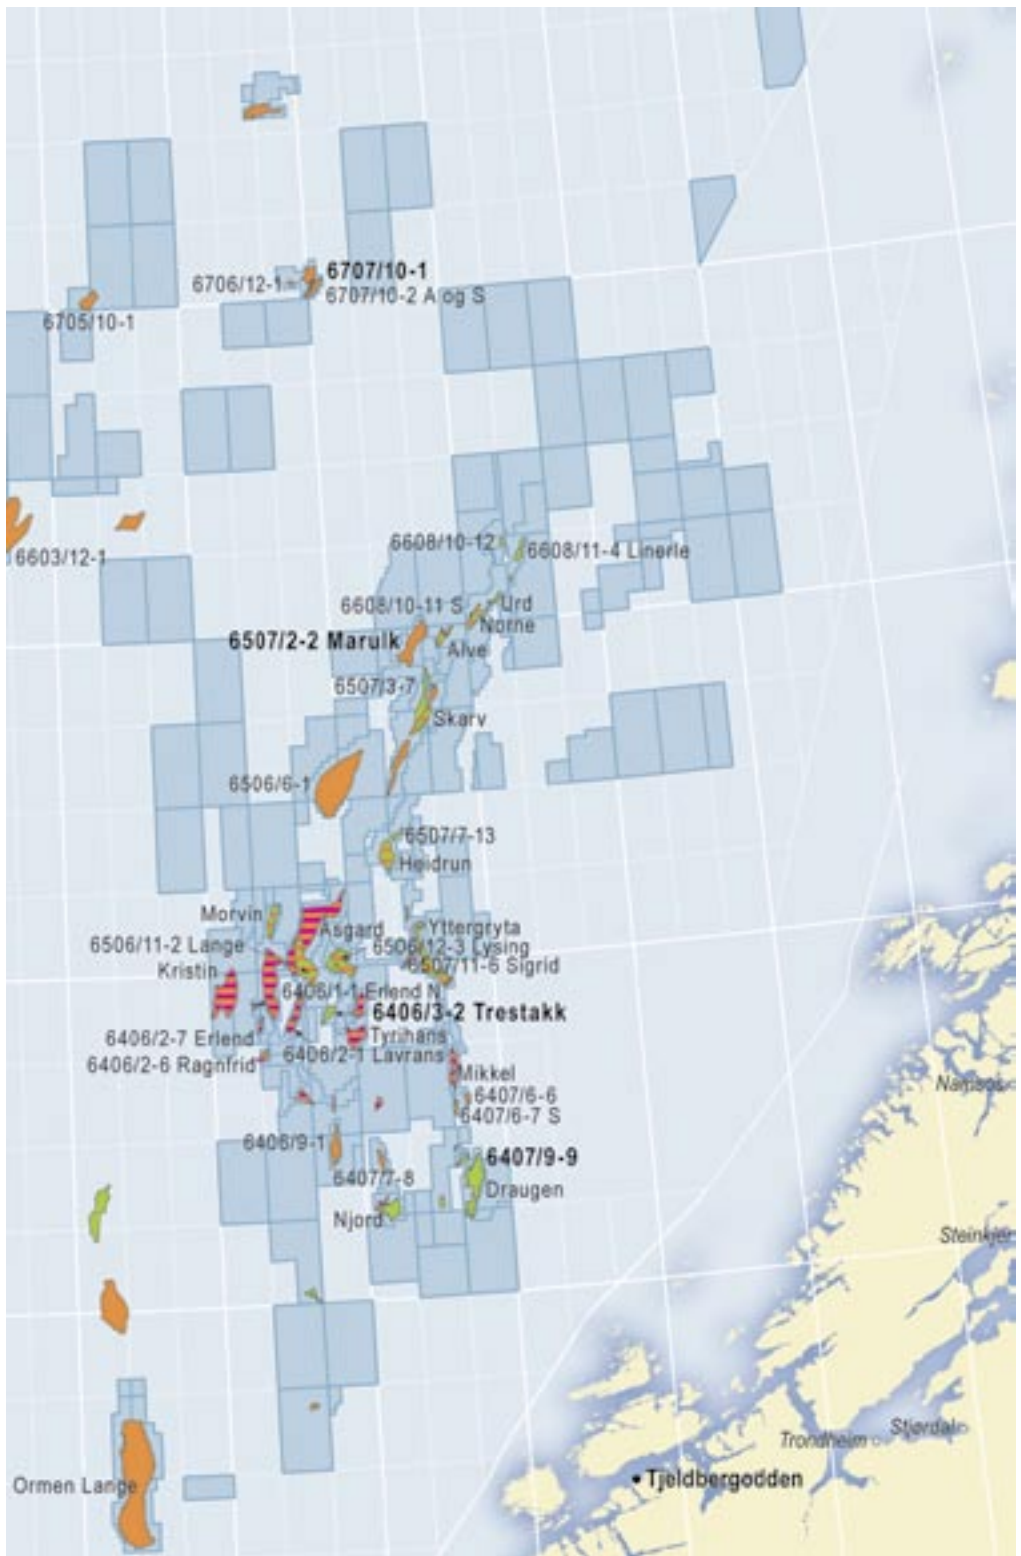 6707/10-1
6706/12-1
6707/10-2 A og S
6705/10-1
6608/10-12
6608/11-4 Linerle
6603/12-1
6608/10-11 S
Urd
Norne
6507/2-2 Marulk
Alve
6507/3-7
Skarv
6506/6-1
6507/7-13
Heidrun
Morvin
Åsgard
Yttergryta
6506/11-2 Lange
6506/12-3 Lysing
Kristin
6507/11-6 Sigrid
6406/1-1 Erlend N
6406/3-2 Trestakk
6406/2-7 Erlend
Tyrihans
6406/2-1 Lavrans
6406/2-6 Ragnfrid
Mikkel
Namsos
6407/6-6
6407/6-7 S
6406/9-1
6407/9-9
6407/7-8
Draugen
Njord
Steinkjer
Stjørdal
Trondheim
Tjeldbergodden
Ormen Lange